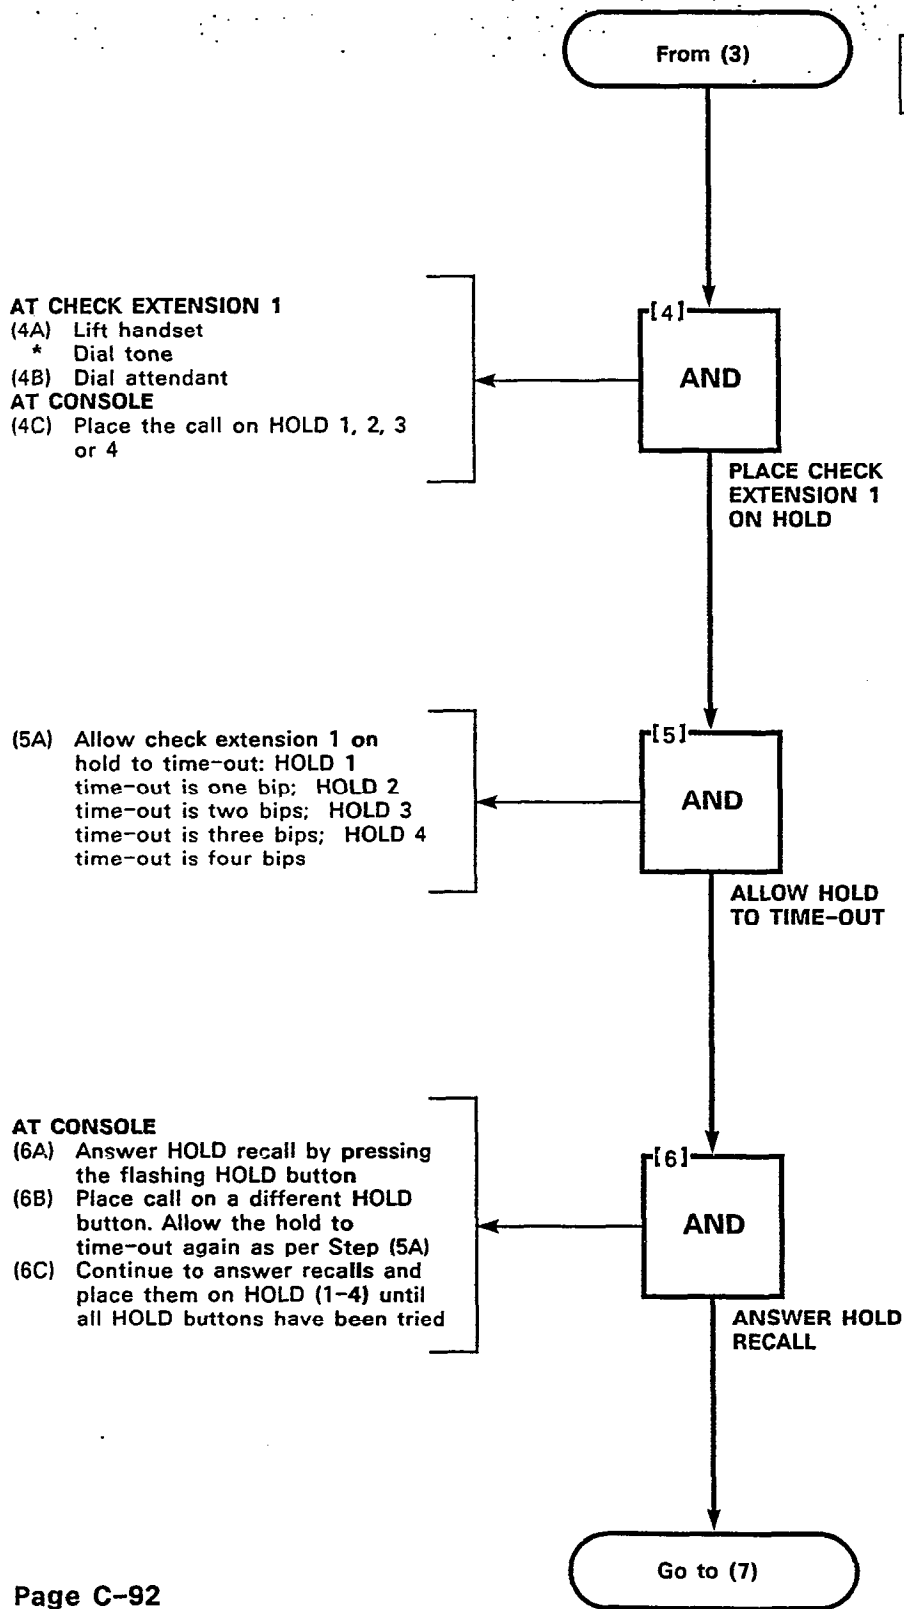 From (3)
[4]
AND
AT CHECK EXTENSION 1
(4A) Lift handset
* Dial tone
(4B) Dial attendant
AT CONSOLE
(4C) Place the call on HOLD 1, 2, 3
or 4
PLACE CHECK
EXTENSION 1
ON HOLD
[5]
AND
(5A) Allow check extension 1 on
hold to time-out: HOLD 1
time-out is one bip; HOLD 2
time-out is two bips; HOLD 3
time-out is three bips; HOLD 4
time-out is four bips
ALLOW HOLD
TO TIME-OUT
[6]
AND
AT CONSOLE
(6A) Answer HOLD recall by pressing
the flashing HOLD button
(6B) Place call on a different HOLD
button. Allow the hold to
time-out again as per Step (5A)
(6C) Continue to answer recalls and
place them on HOLD (1-4) until
all HOLD buttons have been tried
ANSWER HOLD
RECALL
Go to (7)
Page C-92